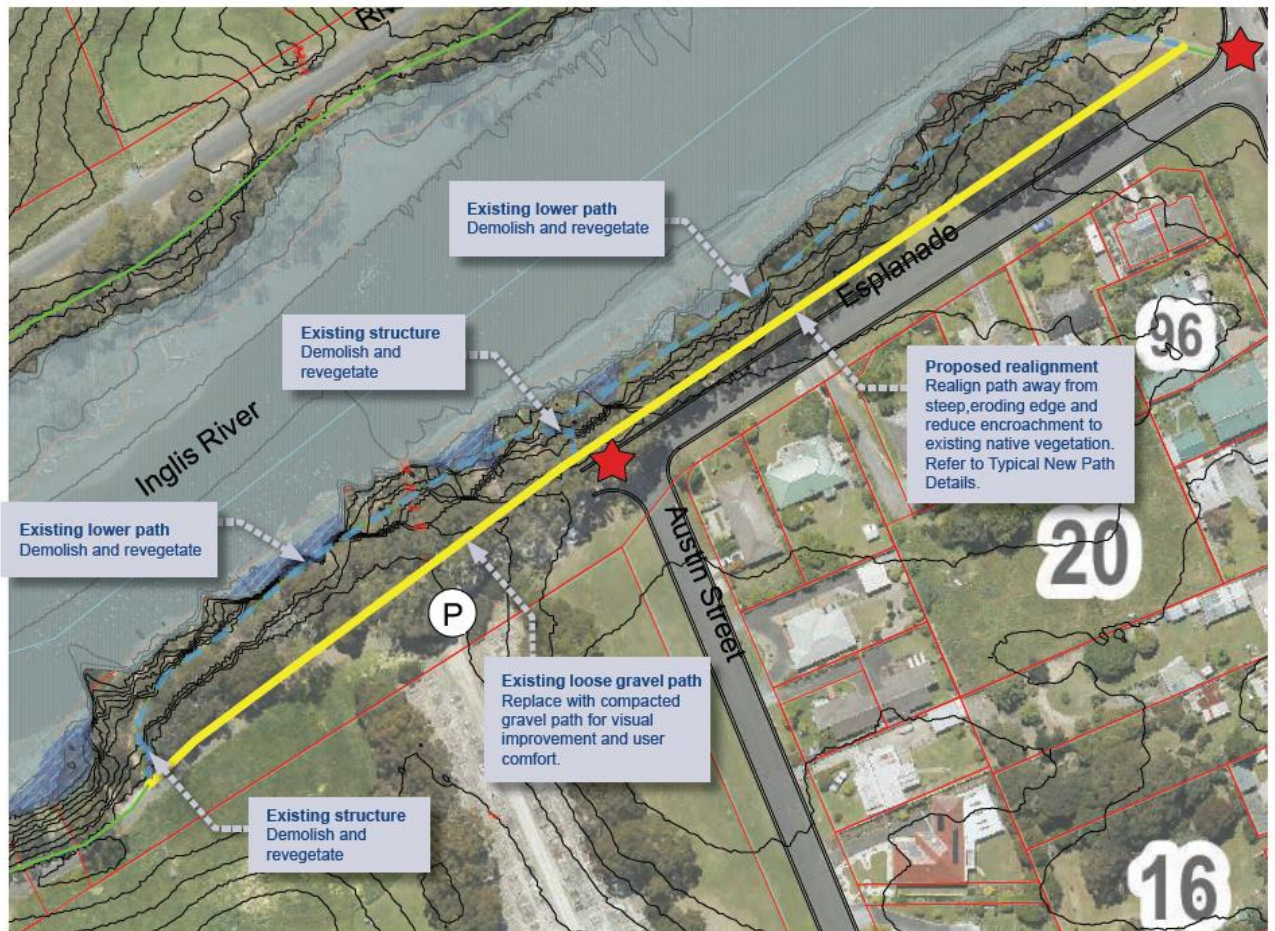 Existing lower path
Demolish and revegetate
Existing structure
Demolish and
revegetate
Esplanade
96
Proposed realignment
Realign path away from
steep,eroding edge and
reduce encroachment to
existing native vegetation.
Refer to Typical New Path
Details.
Inglis River
Existing lower path
Demolish and revegetate
20
Austin Street
P
Existing loose gravel path
Replace with compacted
gravel path for visual
improvement and user
comfort.
Existing structure
Demolish and
revegetate
16